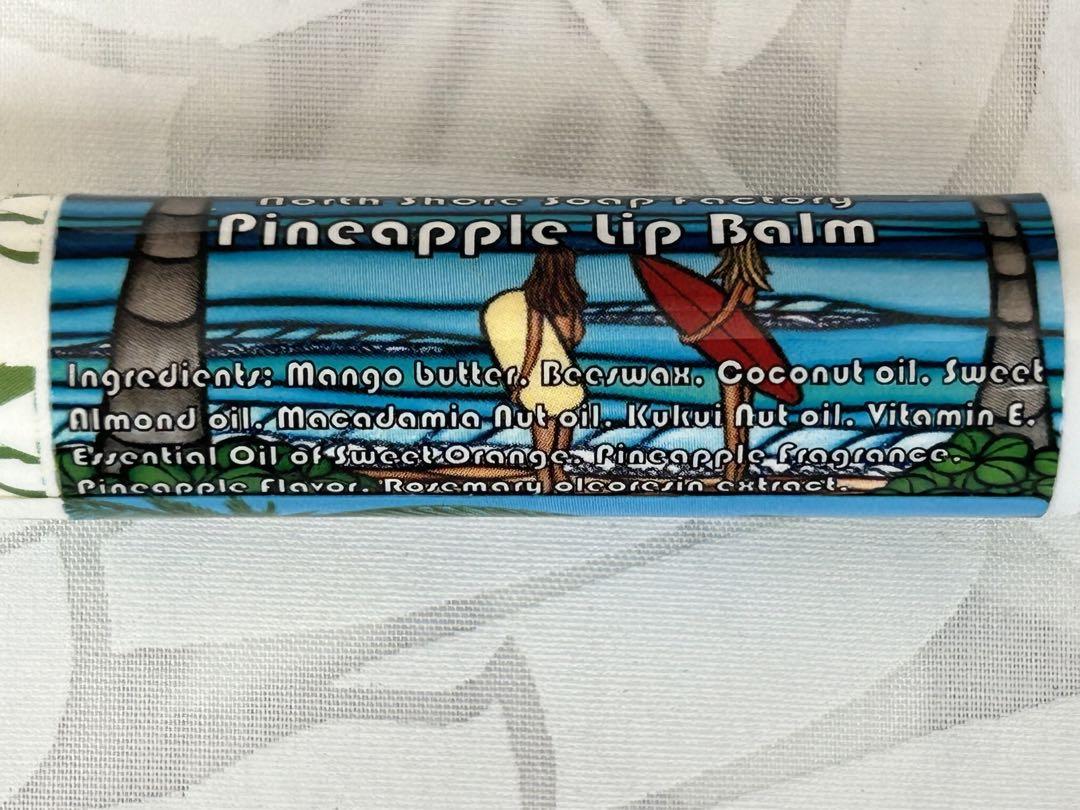 North Shore Soap Factory
Pineapple Lip Balm
Ingredients: Mango butter, Beeswax, Coconut oil, Sweet
Almond oil, Macadamia Nut oil, Kukui Nut oil, Vitamin E,
Essential Oil of Sweet Orange, Pineapple Fragrance,
Pineapple Flavor, Rosemary oleoresin extract.